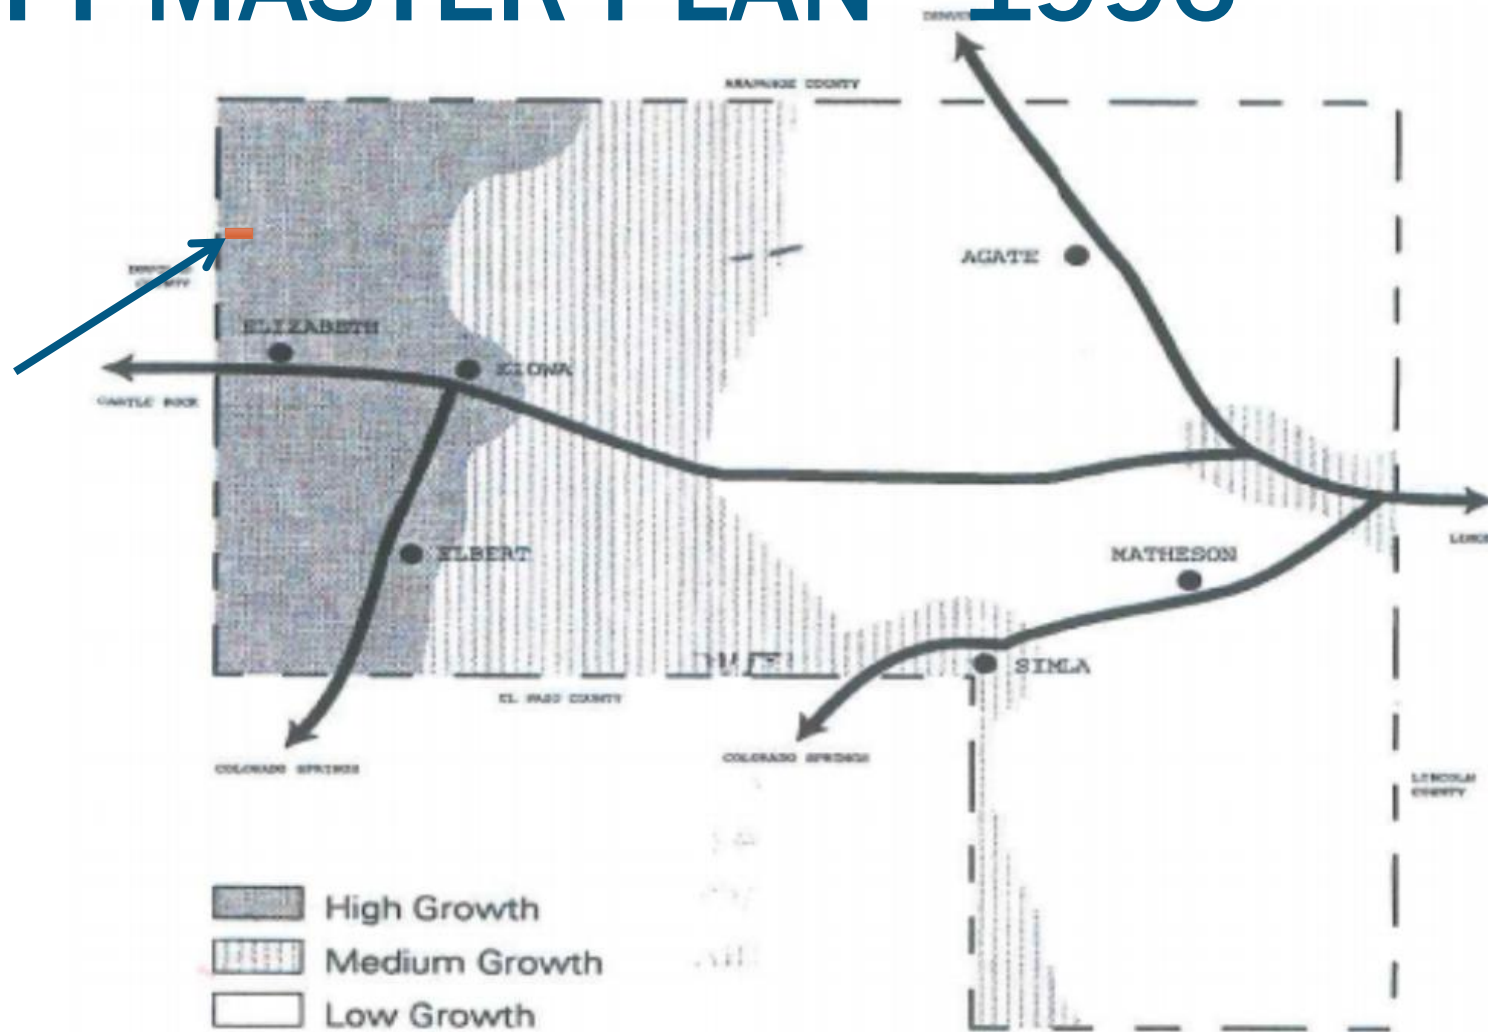 MASTER PLAN 1996
ARAPAHOE COUNTY
AGATE
COUNTY
ELIZABETH
KIOWA
CASTLE ROCK
ELBERT
MATHESON
SIMLA
EL PASO COUNTY
COLORADO SPRINGS
COLORADO SPRINGS
LINCOLN
COUNTY
High Growth
Medium Growth
Low Growth